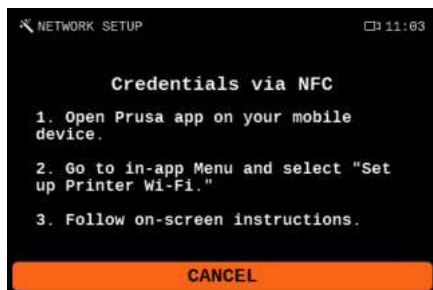 NETWORK SETUP 11:03
Credentials via NFC
1. Open Prusa app on your mobile
device.
2. Go to in-app Menu and select "Set
up Printer Wi-Fi."
3. Follow on-screen instructions.
CANCEL